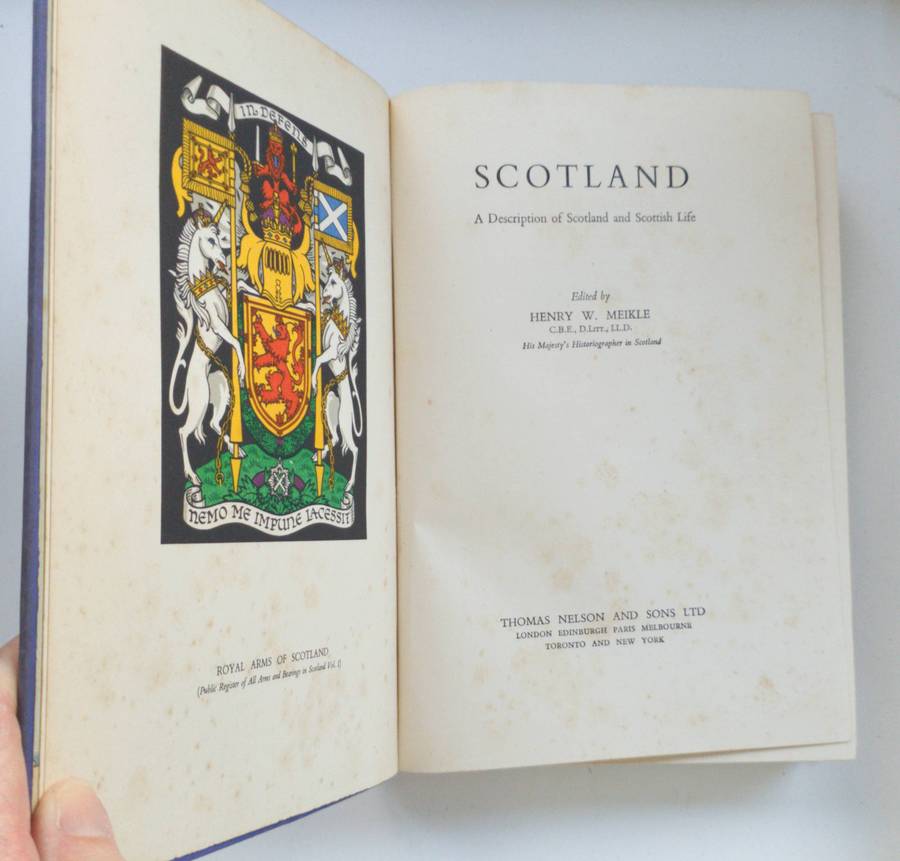 IN DEFENS
NEMO ME IMPUNE LACESSIT
ROYAL ARMS OF SCOTLAND
(Public Register of All Arms and Bearings in Scotland Vol. I)
SCOTLAND
A Description of Scotland and Scottish Life
Edited by
HENRY W. MEIKLE
C.B.E., D.LITT., LL.D.
His Majesty's Historiographer in Scotland
THOMAS NELSON AND SONS LTD
LONDON EDINBURGH PARIS MELBOURNE
TORONTO AND NEW YORK